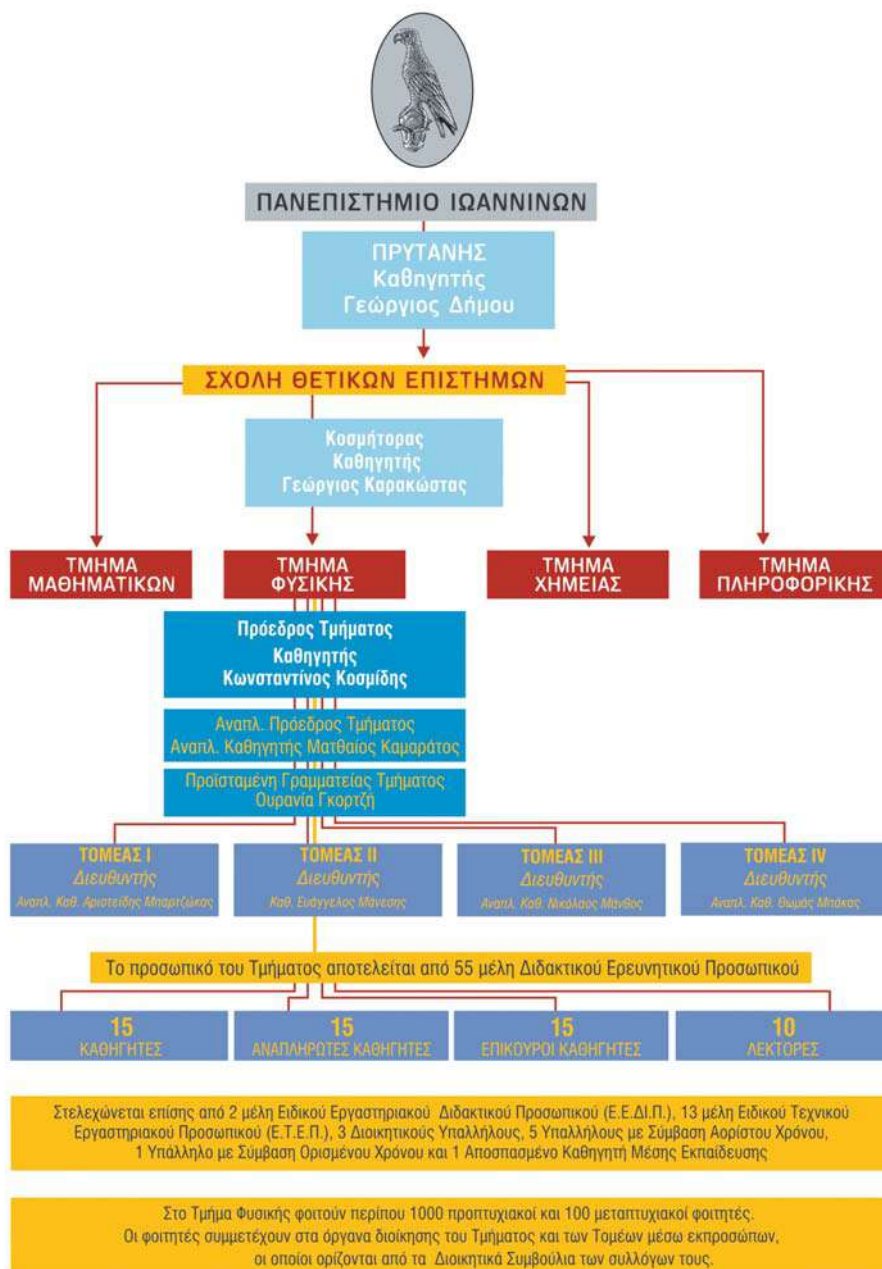 ΠΑΝΕΠΙΣΤΗΜΙΟ ΙΩΑΝΝΙΝΩΝ
ΠΡΥΤΑΝΗΣ
Καθηγητής
Γεώργιος Δήμου
ΣΧΟΛΗ ΘΕΤΙΚΩΝ ΕΠΙΣΤΗΜΩΝ
Κοσμήτορας
Καθηγητής
Γεώργιος Καρακώστας
ΤΜΗΜΑ
ΜΑΘΗΜΑΤΙΚΩΝ
ΤΜΗΜΑ
ΦΥΣΙΚΗΣ
ΤΜΗΜΑ
ΧΗΜΕΙΑΣ
ΤΜΗΜΑ
ΠΛΗΡΟΦΟΡΙΚΗΣ
Πρόεδρος Τμήματος
Καθηγητής
Κωνσταντίνος Κοσμίδης
Αναπλ. Πρόεδρος Τμήματος
Αναπλ. Καθηγητής Ματθαίος Καμαράτος
Προϊσταμένη Γραμματείας Τμήματος
Ουρανία Γκορτζή
ΤΟΜΕΑΣ I
Διευθυντής
Αναπλ. Καθ. Αριστείδης Μπαρτζώκας
ΤΟΜΕΑΣ II
Διευθυντής
Καθ. Ευάγγελος Μάνεσης
ΤΟΜΕΑΣ III
Διευθυντής
Αναπλ. Καθ. Νικόλαος Μάνθος
ΤΟΜΕΑΣ IV
Διευθυντής
Αναπλ. Καθ. Θωμάς Μπάκας
Το προσωπικό του Τμήματος αποτελείται από 55 μέλη Διδακτικού Ερευνητικού Προσωπικού
15
ΚΑΘΗΓΗΤΕΣ
15
ΑΝΑΠΛΗΡΩΤΕΣ ΚΑΘΗΓΗΤΕΣ
15
ΕΠΙΚΟΥΡΟΙ ΚΑΘΗΓΗΤΕΣ
10
ΛΕΚΤΟΡΕΣ
Στελεχώνεται επίσης από 2 μέλη Ειδικού Εργαστηριακού Διδακτικού Προσωπικού (Ε.Ε.ΔΙ.Π.), 13 μέλη Ειδικού Τεχνικού
Εργαστηριακού Προσωπικού (Ε.Τ.Ε.Π.), 3 Διοικητικούς Υπαλλήλους, 5 Υπαλλήλους με Σύμβαση Αορίστου Χρόνου,
1 Υπάλληλο με Σύμβαση Ορισμένου Χρόνου και 1 Αποσπασμένο Καθηγητή Μέσης Εκπαίδευσης
Στο Τμήμα Φυσικής φοιτούν περίπου 1000 προπτυχιακοί και 100 μεταπτυχιακοί φοιτητές.
Οι φοιτητές συμμετέχουν στα όργανα διοίκησης του Τμήματος και των Τομέων μέσω εκπροσώπων,
οι οποίοι ορίζονται από τα Διοικητικά Συμβούλια των συλλόγων τους.